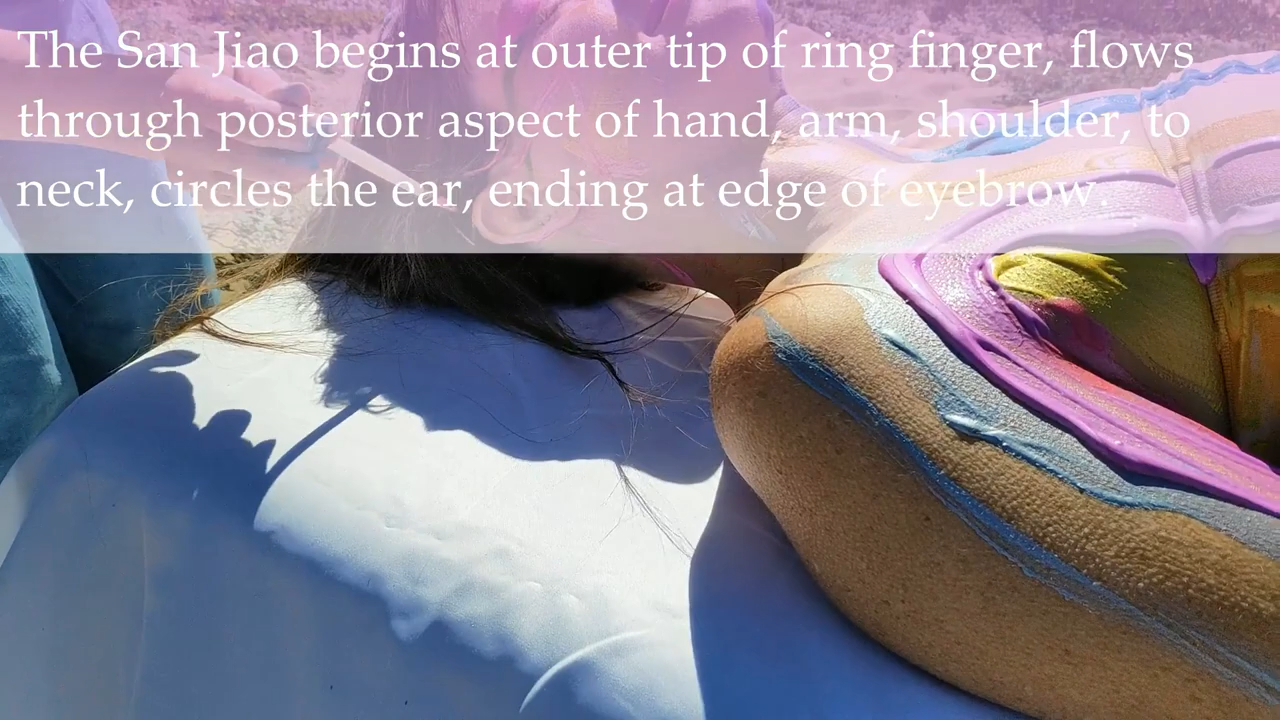 The San Jiao begins at outer tip of ring finger, flows
through posterior aspect of hand, arm, shoulder, to
neck, circles the ear, ending at edge of eyebrow.